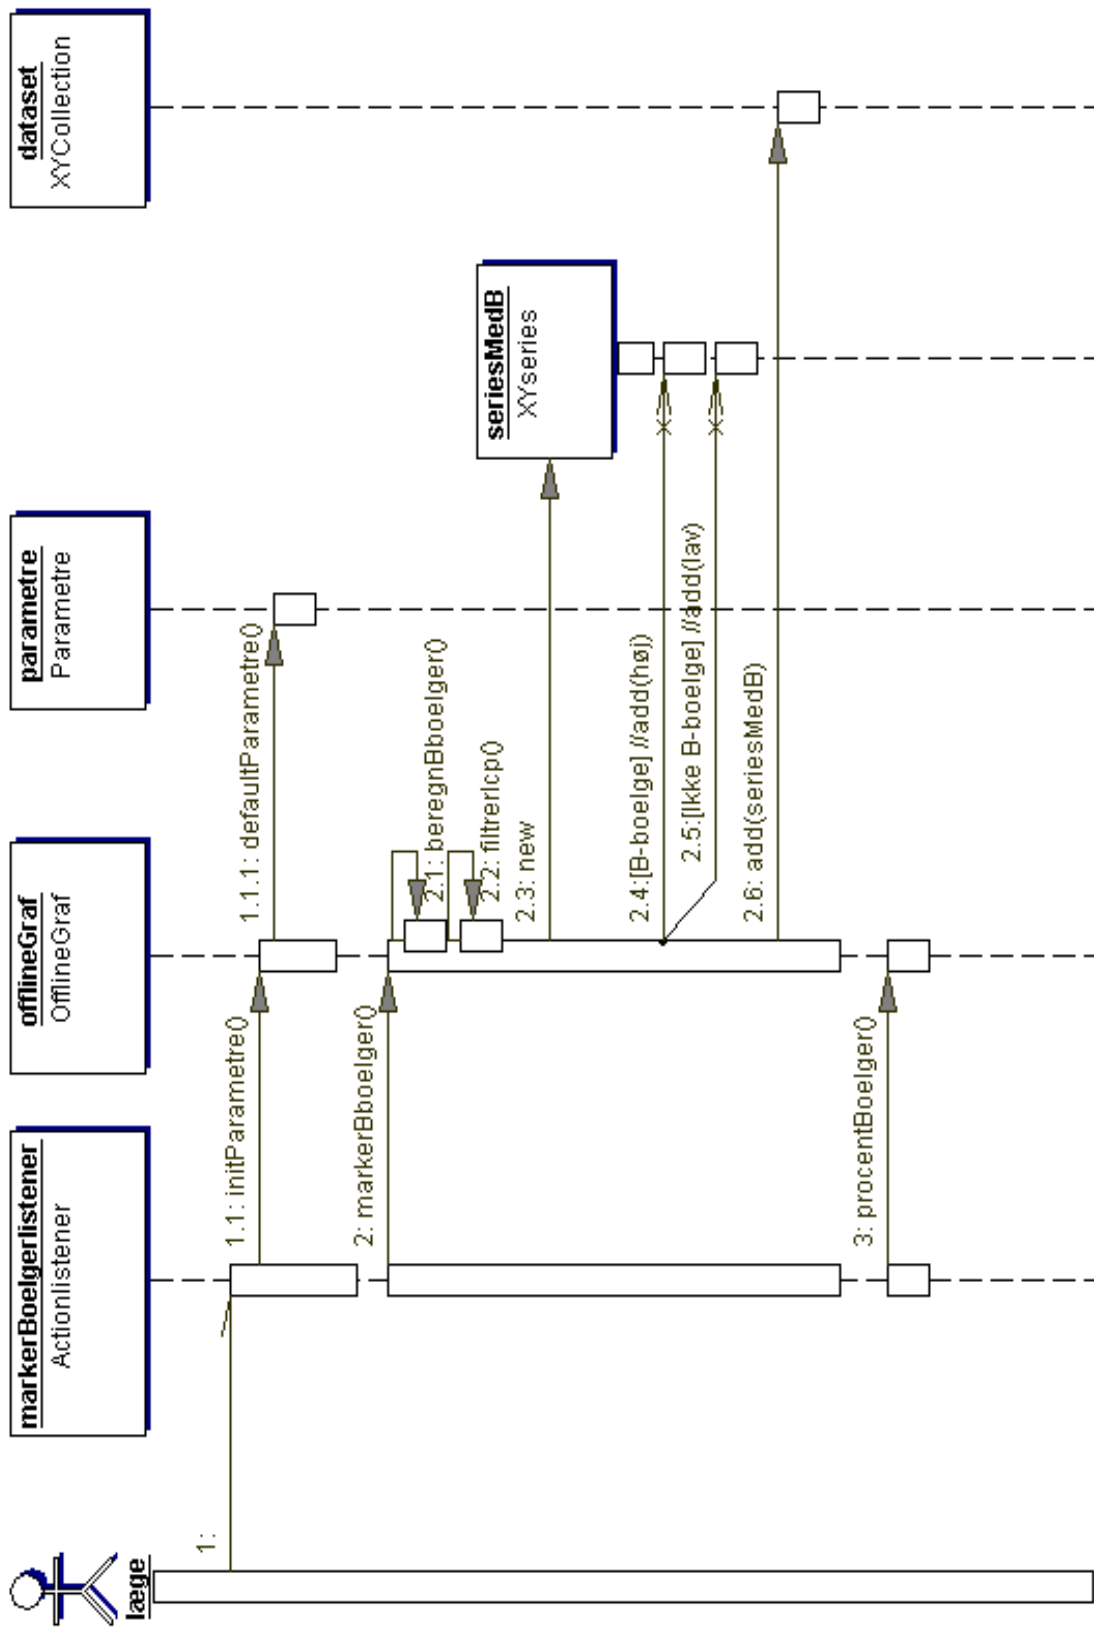 læge
markerBoelgerlistener
Actionlistener
offlineGraf
OfflineGraf
parametre
Parametre
seriesMedB
XYseries
dataset
XYCollection
1:
1.1: initParametre()
1.1.1: defaultParametre()
2: markerBboelger()
2.1: beregnBboelger()
2.2: filtrerIcp()
2.3: new
2.4:[B-boelge] //add(høj)
2.5:[Ikke B-boelge] //add(lav)
2.6: add(seriesMedB)
3: procentBoelger()